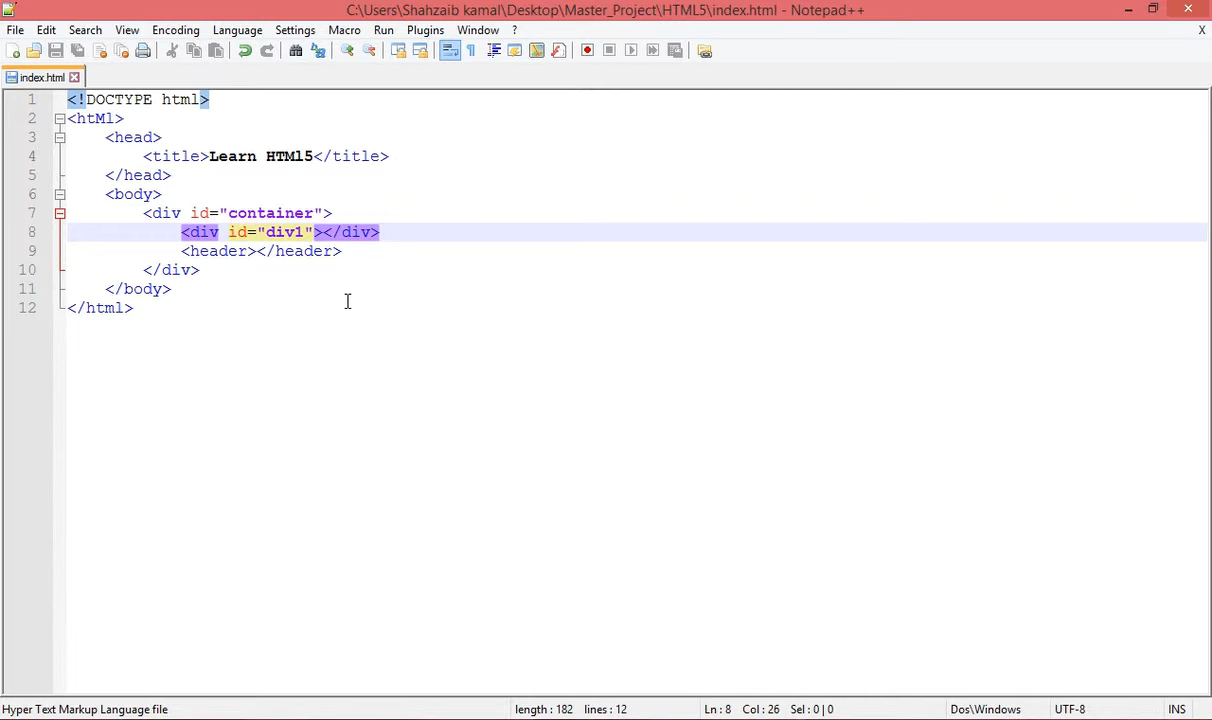 C:\Users\Shahzaib kamal\Desktop\Master_Project\HTML5\index.html - Notepad++
File Edit Search View Encoding Language Settings Macro Run Plugins Window ? X
index.html
1 <!DOCTYPE html>
2 <htMl>
3 <head>
4 <title>Learn HTMl5</title>
5 </head>
6 <body>
7 <div id="container">
8 <div id="div1"></div>
9 <header></header>
10 </div>
11 </body>
12 </html>
Hyper Text Markup Language file length : 182 lines : 12 Ln : 8 Col : 26 Sel : 0 | 0 Dos\Windows UTF-8 INS